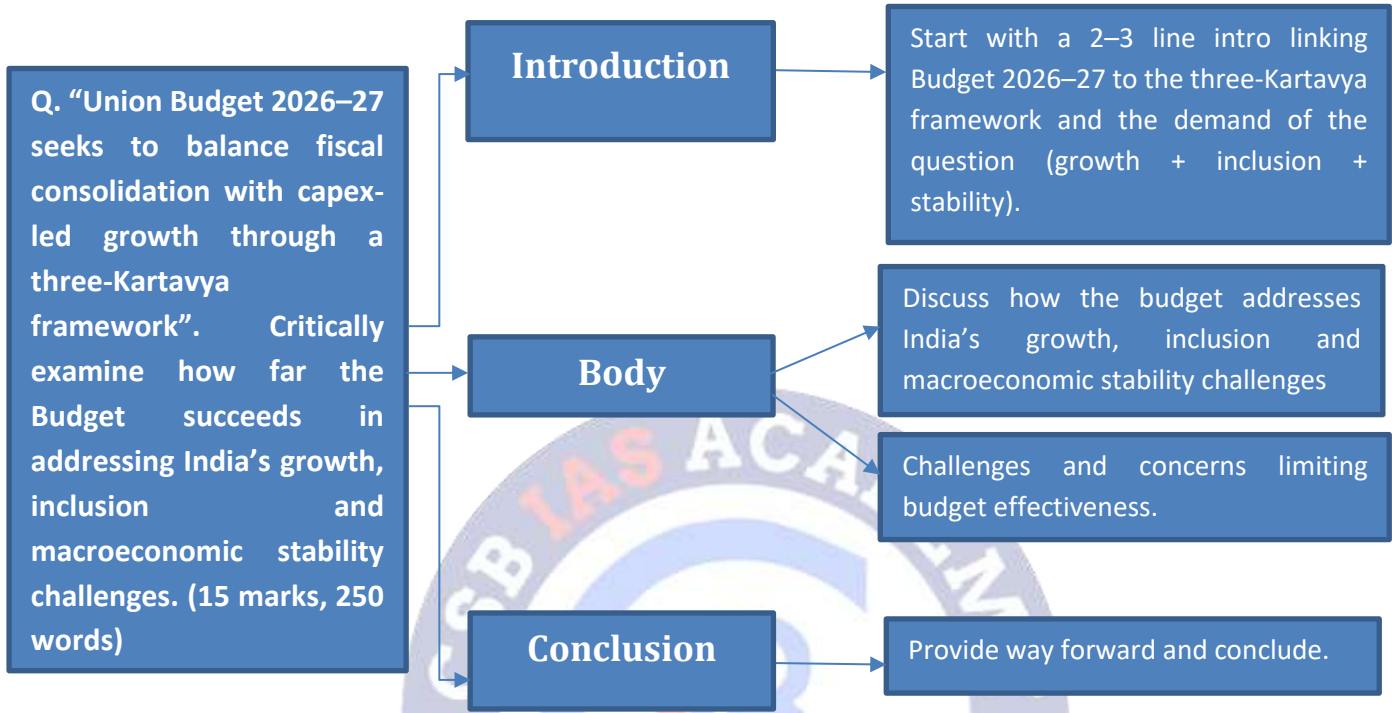 Q. “Union Budget 2026–27
seeks to balance fiscal
consolidation with capex-
led growth through a
three-Kartavya
framework”. Critically
examine how far the
Budget succeeds in
addressing India’s growth,
inclusion and
macroeconomic stability
challenges. (15 marks, 250
words)
Introduction
Start with a 2–3 line intro linking
Budget 2026–27 to the three-Kartavya
framework and the demand of the
question (growth + inclusion +
stability).
Body
Discuss how the budget addresses
India’s growth, inclusion and
macroeconomic stability challenges
Challenges and concerns limiting
budget effectiveness.
Conclusion
Provide way forward and conclude.